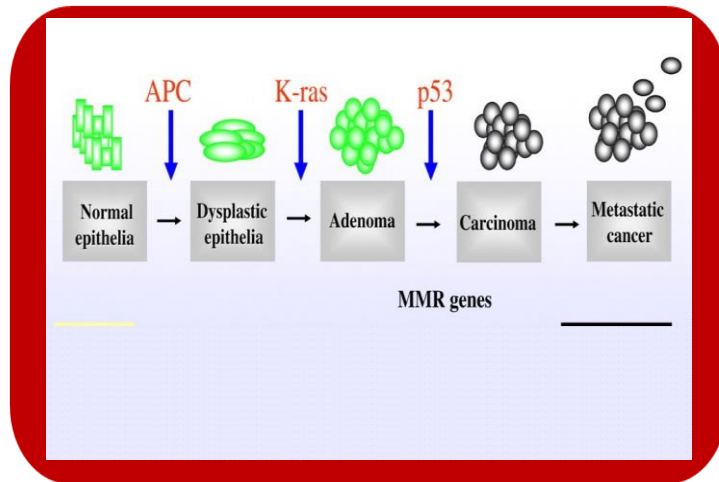 APC K-ras p53
Normal epithelia
Dysplastic epithelia
Adenoma
Carcinoma
Metastatic cancer
MMR genes